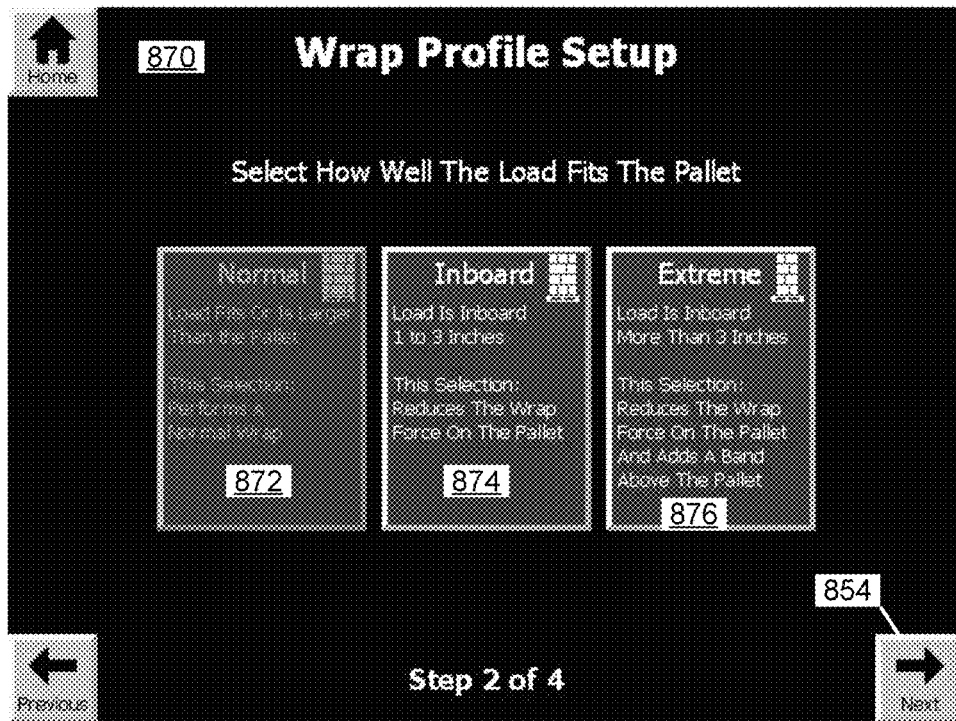 Home
870
Wrap Profile Setup
Select How Well The Load Fits The Pallet
Normal
Load Fits Or Is Larger
Than the Pallet
This Selection:
Performs A
Normal Wrap
872
Inboard
Load Is Inboard
1 to 3 Inches
This Selection:
Reduces The Wrap
Force On The Pallet
874
Extreme
Load Is Inboard
More Than 3 Inches
This Selection:
Reduces The Wrap
Force On The Pallet
And Adds A Band
Above The Pallet
876
854
Previous
Step 2 of 4
Next